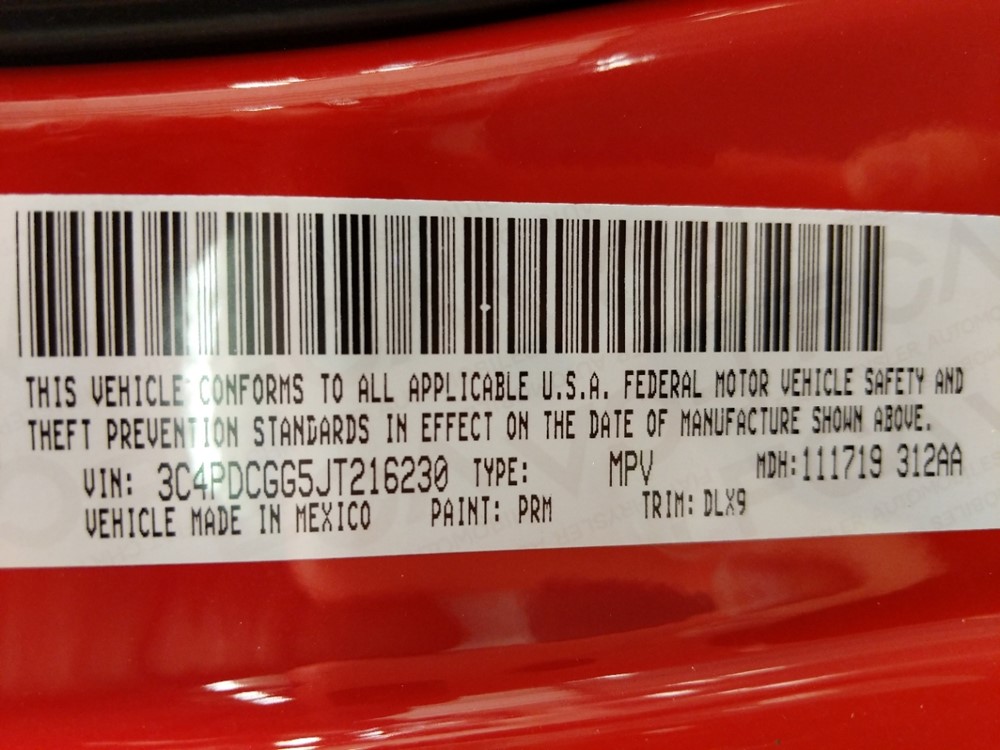 THIS VEHICLE CONFORMS TO ALL APPLICABLE U.S.A. FEDERAL MOTOR VEHICLE SAFETY AND
THEFT PREVENTION STANDARDS IN EFFECT ON THE DATE OF MANUFACTURE SHOWN ABOVE.
VIN: 3C4PDCGG5JT216230 TYPE: MPV MDH:111719 312AA
VEHICLE MADE IN MEXICO PAINT: PRM TRIM: DLX9